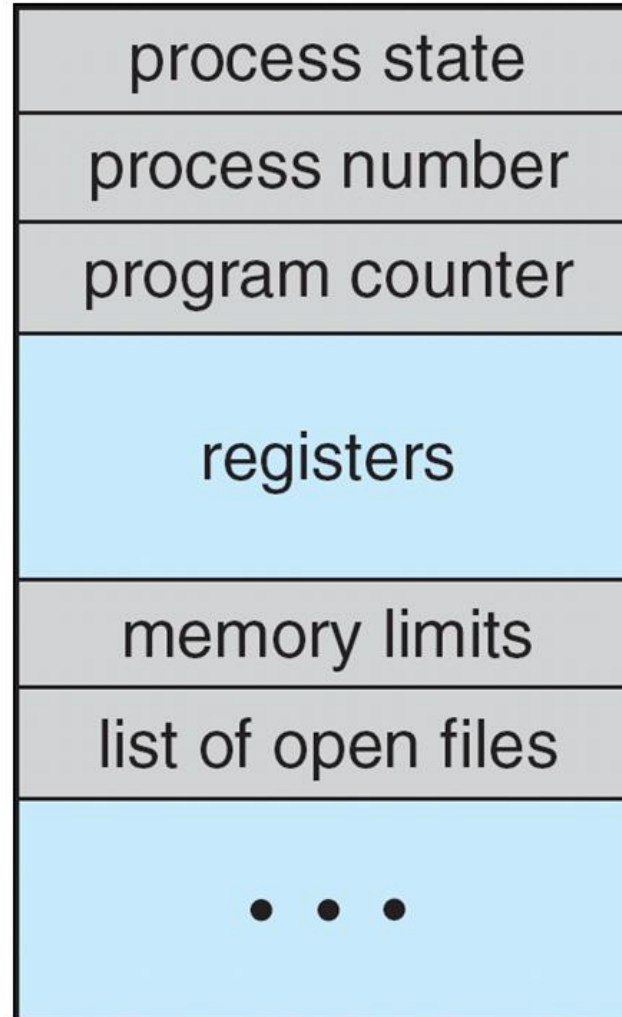 process state
process number
program counter
registers
memory limits
list of open files
• • •